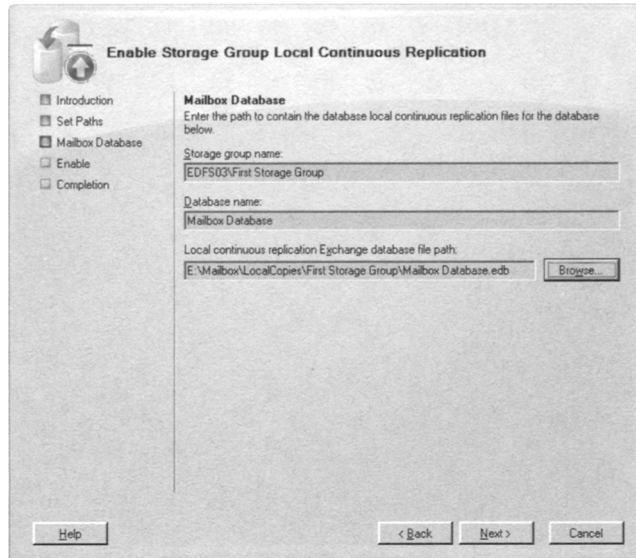 Enable Storage Group Local Continuous Replication
Introduction
Set Paths
Mailbox Database
Enable
Completion
Mailbox Database
Enter the path to contain the database local continuous replication files for the database
below.
Storage group name:
EDFS03\First Storage Group
Database name:
Mailbox Database
Local continuous replication Exchange database file path:
E:\Mailbox\LocalCopies\First Storage Group\Mailbox Database.edb
Browse...
Help
< Back
Next >
Cancel